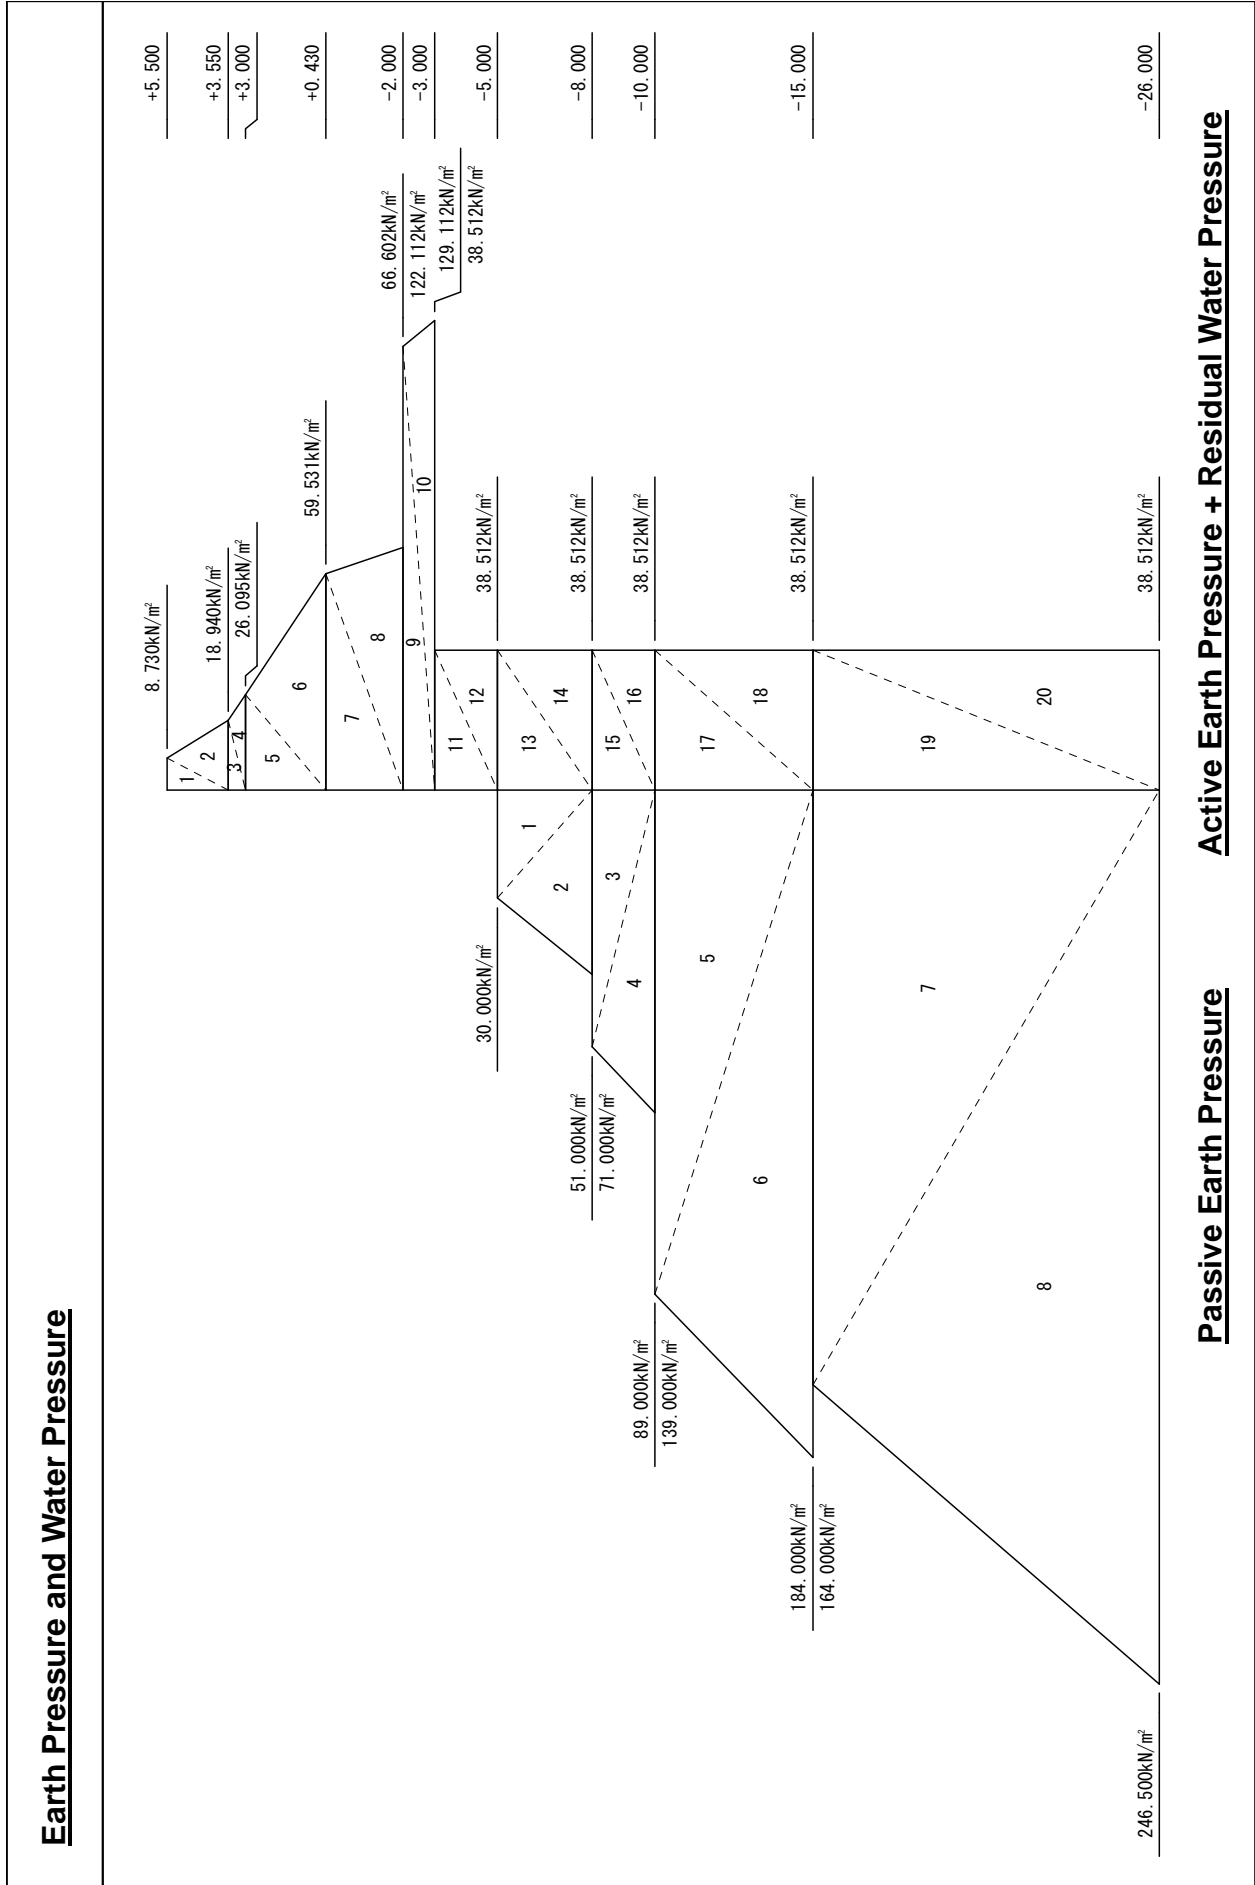 Earth Pressure and Water Pressure
+5.500
+3.550
+3.000
+0.430
-2.000
-3.000
-5.000
-8.000
-10.000
-15.000
-26.000
8.730kN/m²
18.940kN/m²
26.095kN/m²
59.531kN/m²
66.602kN/m²
122.112kN/m²
129.112kN/m²
38.512kN/m²
38.512kN/m²
38.512kN/m²
38.512kN/m²
38.512kN/m²
38.512kN/m²
1
2
3
4
5
6
7
8
9
10
11
12
13
14
15
16
17
18
19
20
30.000kN/m²
51.000kN/m²
71.000kN/m²
89.000kN/m²
139.000kN/m²
184.000kN/m²
164.000kN/m²
246.500kN/m²
1
2
3
4
5
6
7
8
Passive Earth Pressure
Active Earth Pressure + Residual Water Pressure